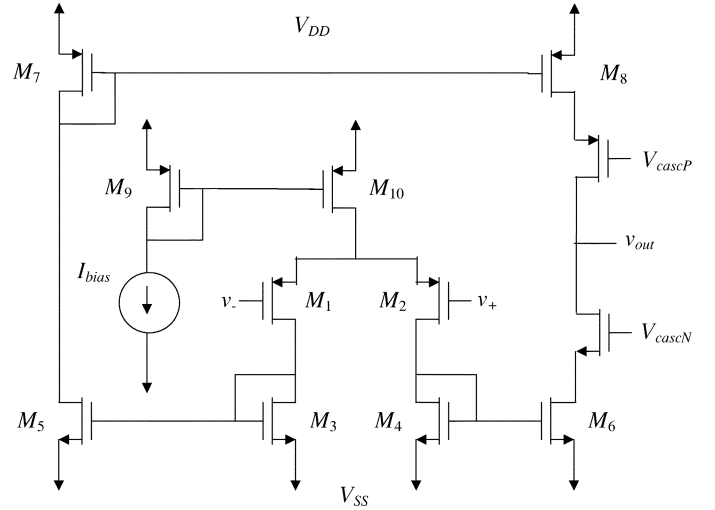 V_DD
M_7
M_8
M_9
M_10
V_cascP
v_out
I_bias
v_-
M_1
M_2
v_+
V_cascN
M_5
M_3
M_4
M_6
V_SS